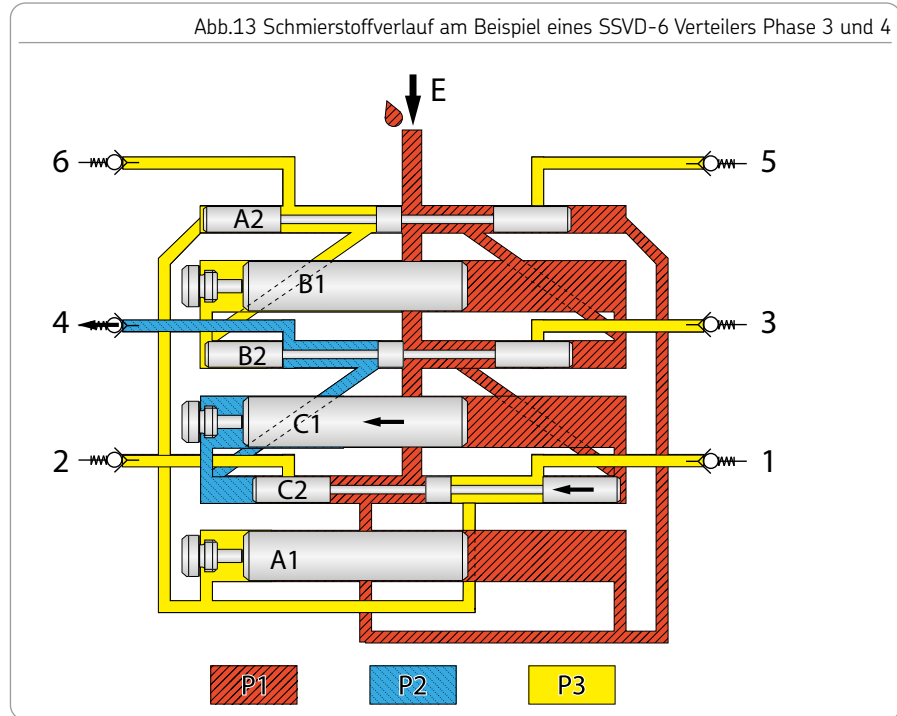 Abb.13 Schmierstoffverlauf am Beispiel eines SSVD-6 Verteilers Phase 3 und 4
E
6
5
A2
B1
4
3
B2
C1
2
1
C2
A1
P1
P2
P3